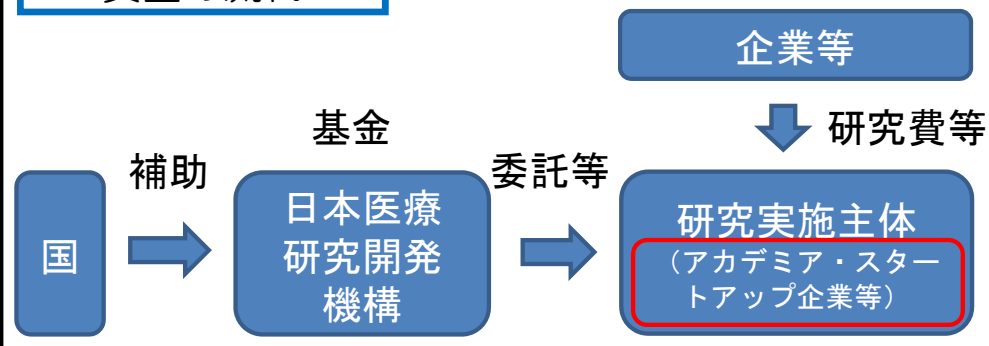 企業等
研究費等
基金
補助
委託等
国
日本医療
研究開発
機構
研究実施主体
（アカデミア・スター
トアップ企業等）